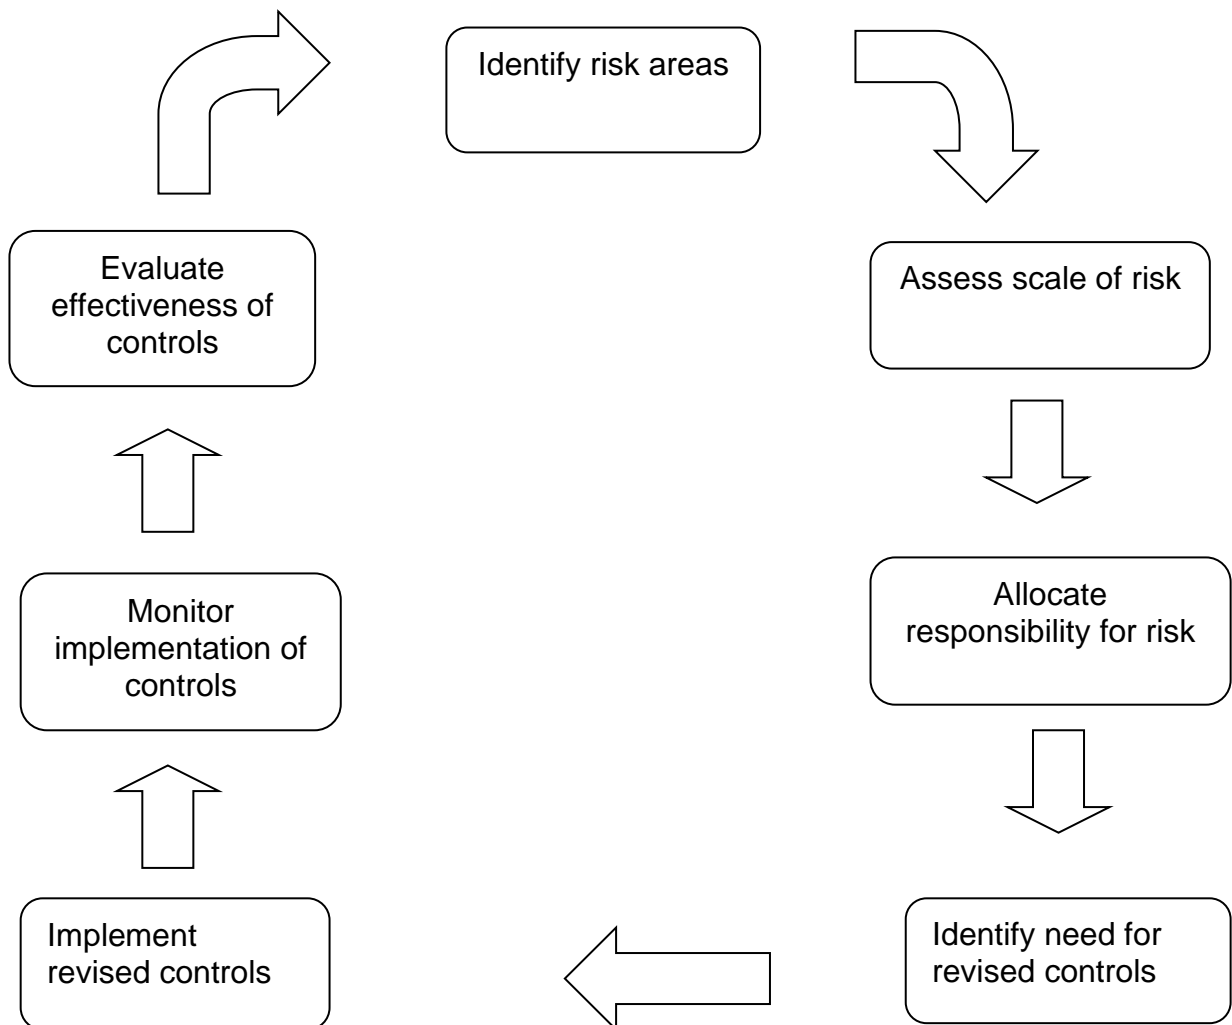 Identify risk areas
Assess scale of risk
Allocate
responsibility for risk
Identify need for
revised controls
Implement
revised controls
Monitor
implementation of
controls
Evaluate
effectiveness of
controls